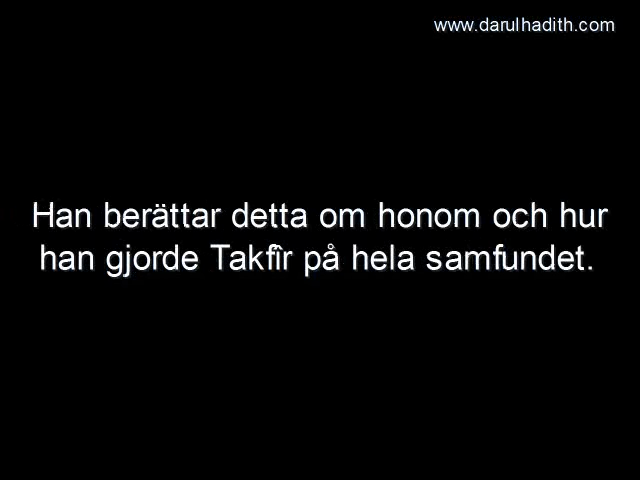 www.darulhadith.com
Han berättar detta om honom och hur
han gjorde Takfîr på hela samfundet.